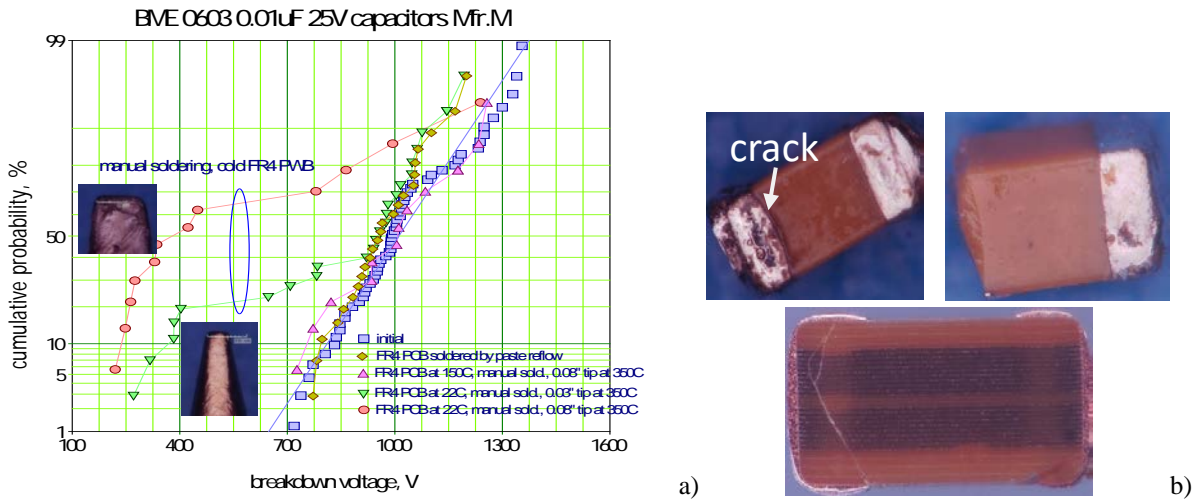 BME 0603 0.01uF 25V capacitors Mfr.M
cumulative probability, %
99
50
10
5
1
manual soldering, cold FR4 PWB
initial
FR4 PCB soldered by paste reflow
FR4 PCB at 150C, manual sold., 0.08" tip at 350C
FR4 PCB at 22C, manual sold., 0.03" tip at 350C
FR4 PCB at 22C, manual sold., 0.08" tip at 350C
100 400 700 1000 1300 1600
breakdown voltage, V
a)
crack
b)